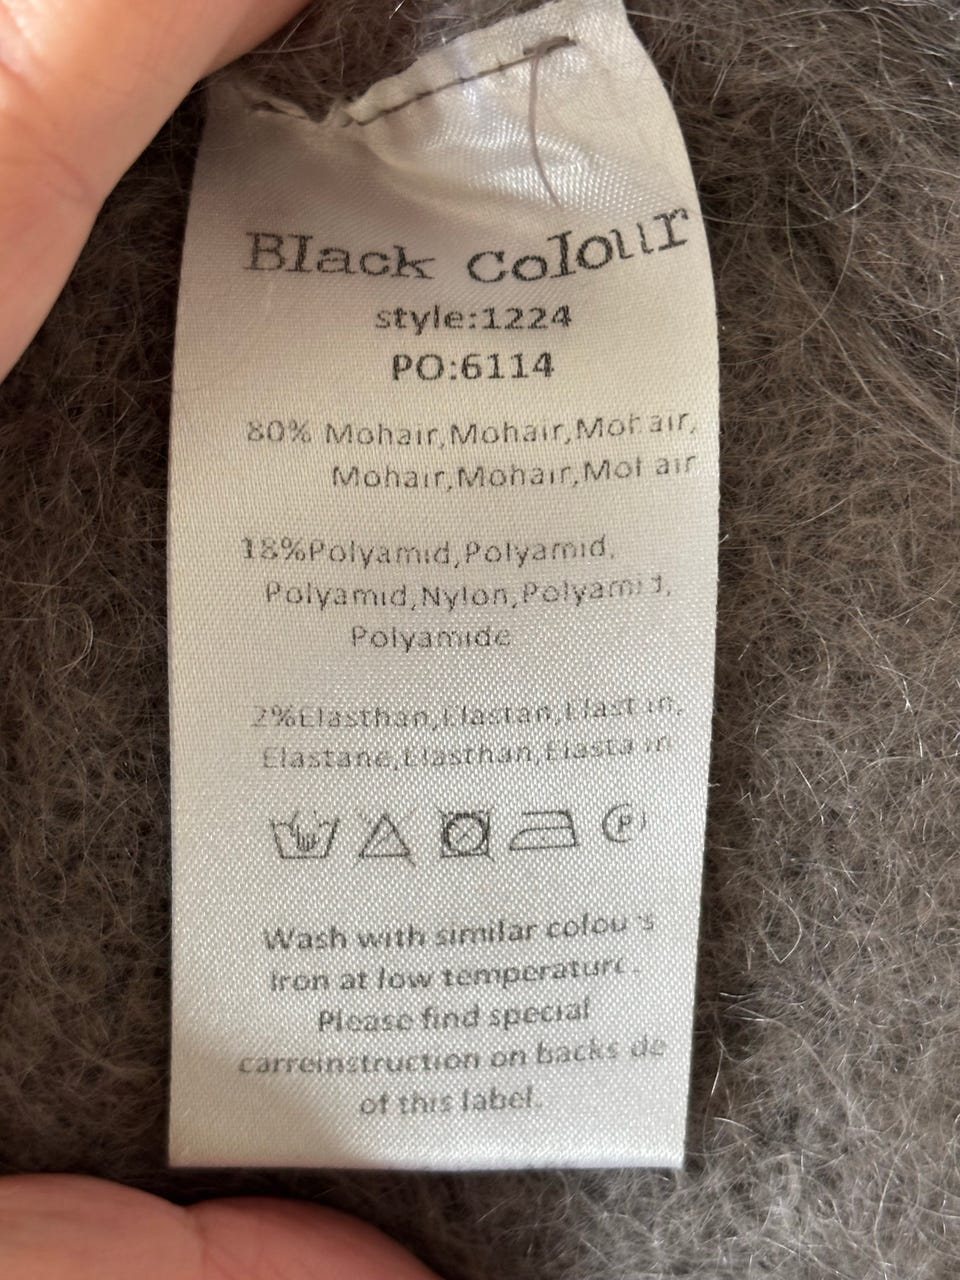 Black Colour
style:1224
PO:6114
80% Mohair,Mohair,Mohair,
Mohair,Mohair,Mohair
18%Polyamid,Polyamid,
Polyamid,Nylon,Polyamid,
Polyamide
2%Elasthan,Elastan,Elastan,
Elastane,Elasthan,Elastaan
P
Wash with similar colours
Iron at low temperature.
Please find special
carreinstruction on backside
of this label.